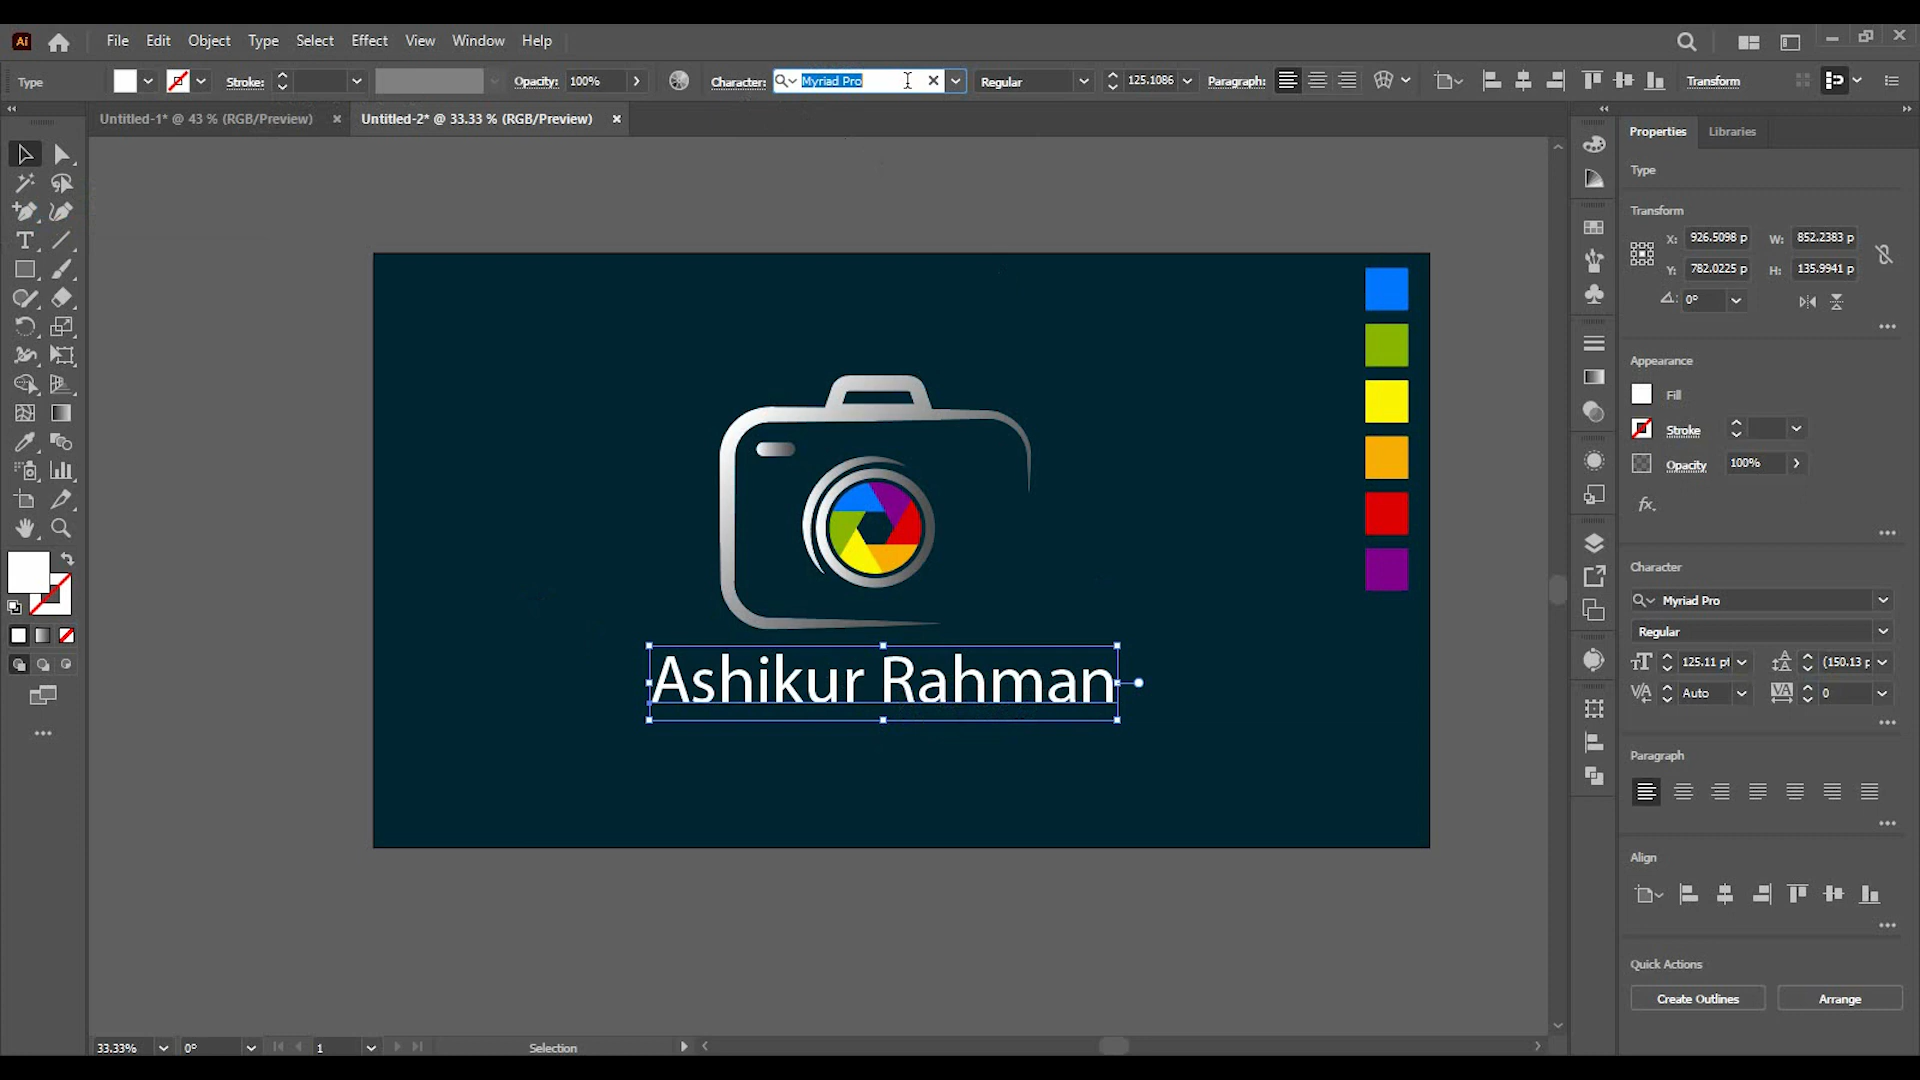 Ai File Edit Object Type Select Effect View Window Help
Type Stroke: Opacity: 100% Character: Myriad Pro Regular 125.1086 Paragraph: Transform
Untitled-1* @ 43 % (RGB/Preview) × Untitled-2* @ 33.33 % (RGB/Preview) ×
Properties Libraries
Type
Transform
X: 926.5098 p W: 852.2383 p
Y: 782.0225 p H: 135.9941 p
0°
Appearance
Fill
Stroke
Opacity 100%
fx
Character
Myriad Pro
Regular
125.11 pt (150.13 p
Auto 0
Paragraph
Align
Quick Actions
Create Outlines Arrange
Ashikur Rahman
33.33% 0° 1 Selection